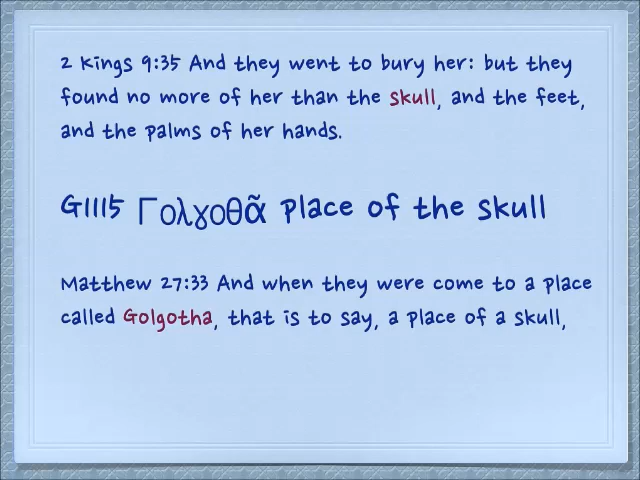 2 Kings 9:35 And they went to bury her: but they
found no more of her than the skull, and the feet,
and the palms of her hands.
G1115 Γολγοθᾶ place of the skull
Matthew 27:33 And when they were come to a place
called Golgotha, that is to say, a place of a skull,